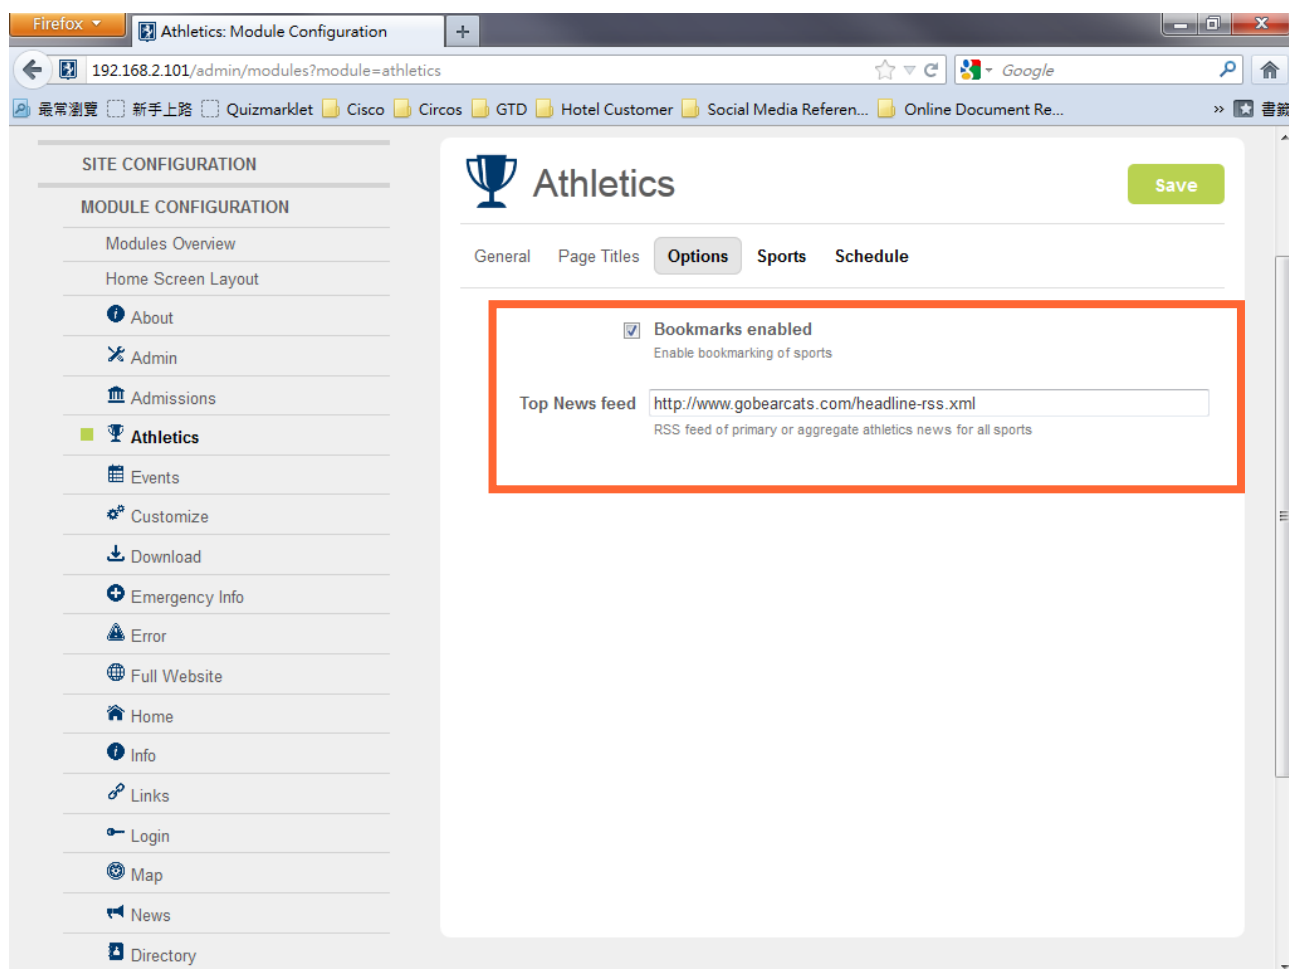 Firefox
Athletics: Module Configuration
192.168.2.101/admin/modules?module=athletics
Google
最常瀏覽 新手上路 Quizmarklet Cisco Circos GTD Hotel Customer Social Media Referen... Online Document Re... » 書籤
SITE CONFIGURATION
MODULE CONFIGURATION
Modules Overview
Home Screen Layout
About
Admin
Admissions
Athletics
Events
Customize
Download
Emergency Info
Error
Full Website
Home
Info
Links
Login
Map
News
Directory
Athletics
Save
General Page Titles Options Sports Schedule
Bookmarks enabled
Enable bookmarking of sports
Top News feed http://www.gobearcats.com/headline-rss.xml
RSS feed of primary or aggregate athletics news for all sports